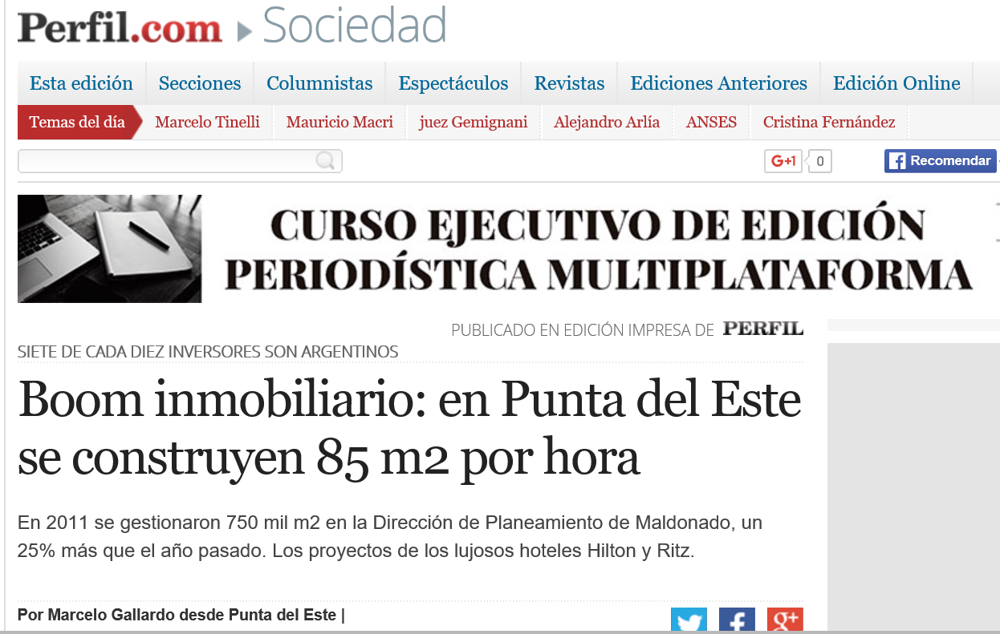 Perfil.com Sociedad
Esta edición Secciones Columnistas Espectáculos Revistas Ediciones Anteriores Edición Online
Temas del día Marcelo Tinelli Mauricio Macri juez Gemignani Alejandro Arlía ANSES Cristina Fernández
G+1 0 Recomendar
CURSO EJECUTIVO DE EDICIÓN
PERIODÍSTICA MULTIPLATAFORMA
PUBLICADO EN EDICIÓN IMPRESA DE PERFIL
SIETE DE CADA DIEZ INVERSORES SON ARGENTINOS
Boom inmobiliario: en Punta del Este
se construyen 85 m2 por hora
En 2011 se gestionaron 750 mil m2 en la Dirección de Planeamiento de Maldonado, un
25% más que el año pasado. Los proyectos de los lujosos hoteles Hilton y Ritz.
Por Marcelo Gallardo desde Punta del Este |